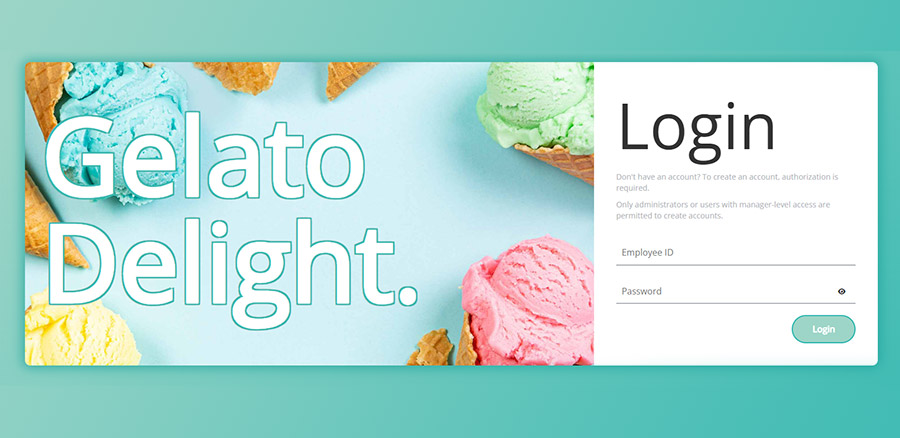 Gelato
Delight.
Login
Don't have an account? To create an account, authorization is
required.
Only administrators or users with manager-level access are
permitted to create accounts.
Employee ID
Password
Login